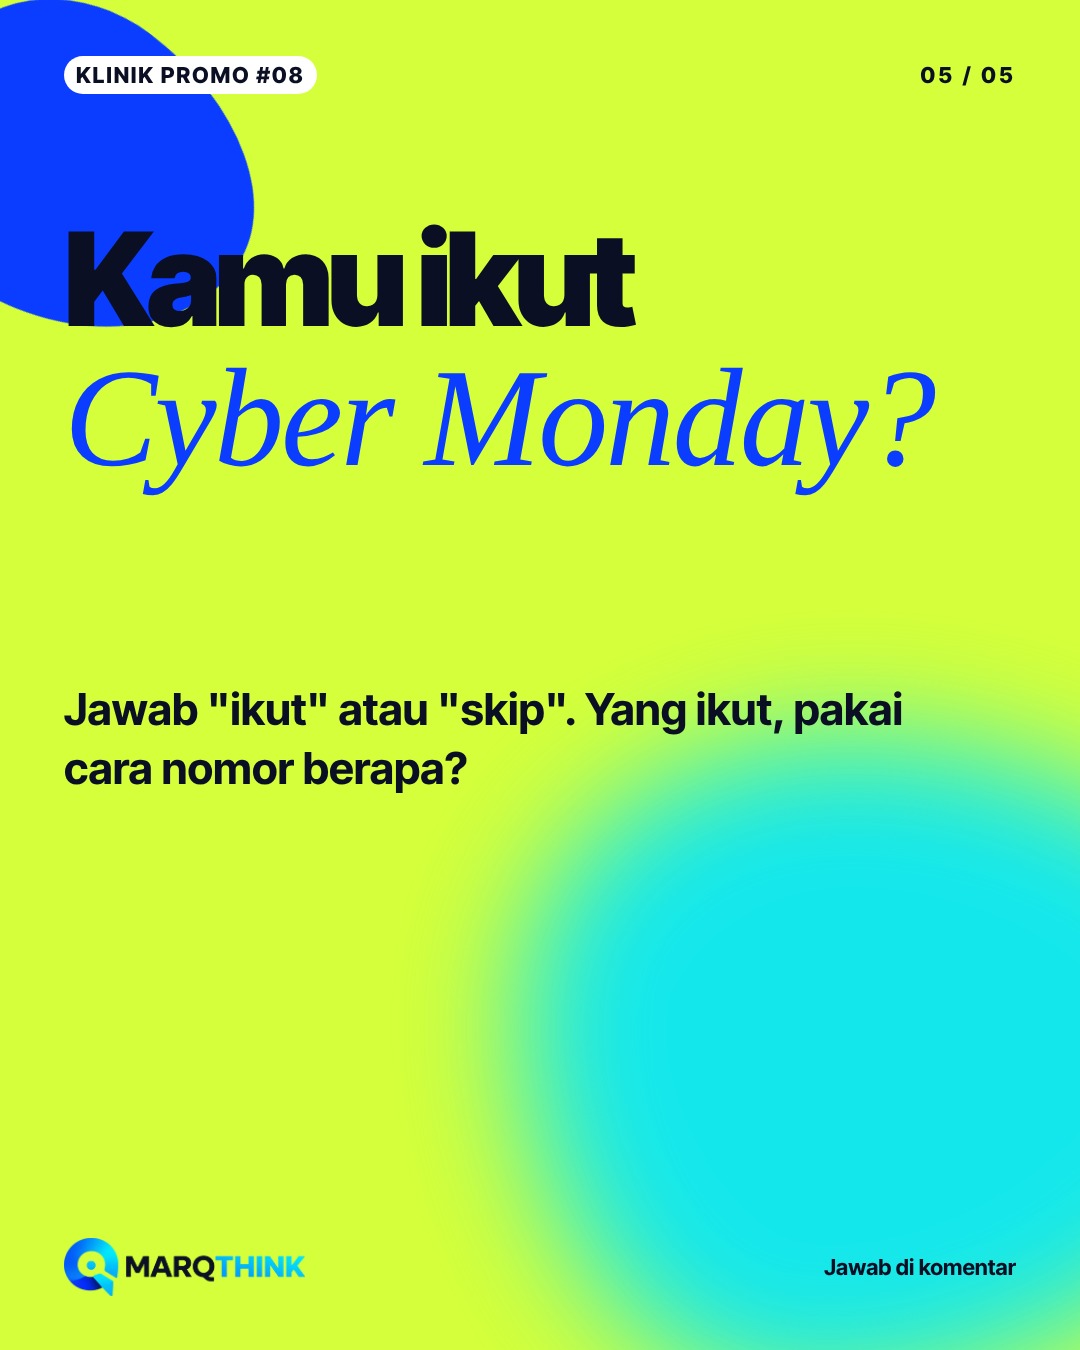 KLINIK PROMO #08
05 / 05
Kamu ikut
Cyber Monday?
Jawab "ikut" atau "skip". Yang ikut, pakai
cara nomor berapa?
MARQTHINK
Jawab di komentar